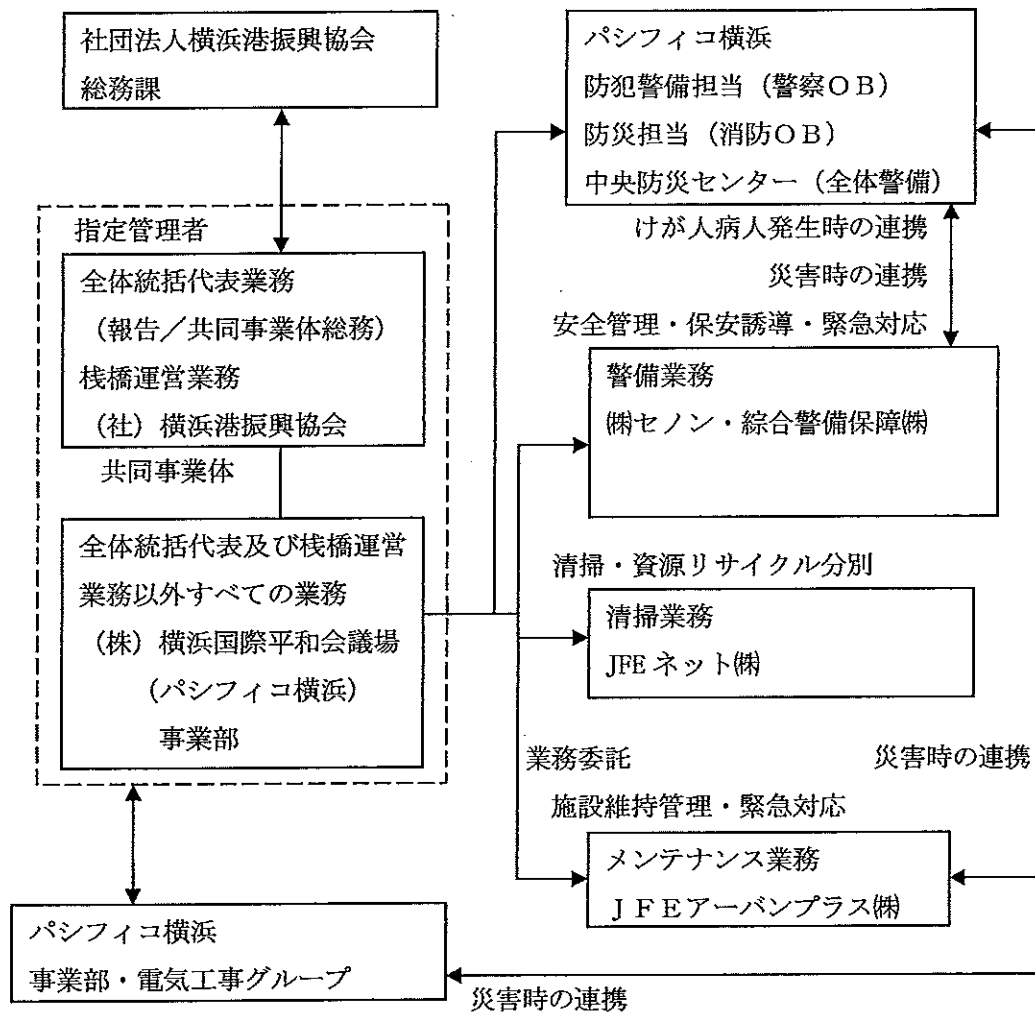 社団法人横浜港振興協会
総務課
指定管理者
全体統括代表業務
（報告／共同事業体総務）
桟橋運営業務
（社）横浜港振興協会
共同事業体
全体統括代表及び桟橋運営
業務以外すべての業務
（株）横浜国際平和会議場
（パシフィコ横浜）
事業部
パシフィコ横浜
事業部・電気工事グループ
パシフィコ横浜
防犯警備担当（警察ＯＢ）
防災担当（消防ＯＢ）
中央防災センター（全体警備）
けが人病人発生時の連携
災害時の連携
安全管理・保安誘導・緊急対応
警備業務
㈱セノン・綜合警備保障㈱
清掃・資源リサイクル分別
清掃業務
JFEネット㈱
業務委託
災害時の連携
施設維持管理・緊急対応
メンテナンス業務
ＪＦＥアーバンプラス㈱
災害時の連携